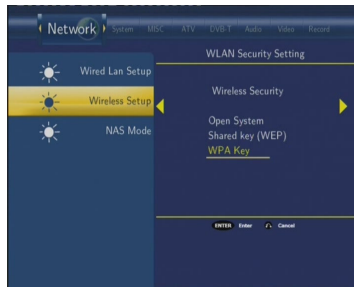 Network System MISC ATV DVB-T Audio Video Record
WLAN Security Setting
Wired Lan Setup
Wireless Setup
NAS Mode
Wireless Security
Open System
Shared key (WEP)
WPA Key
ENTER Enter Cancel